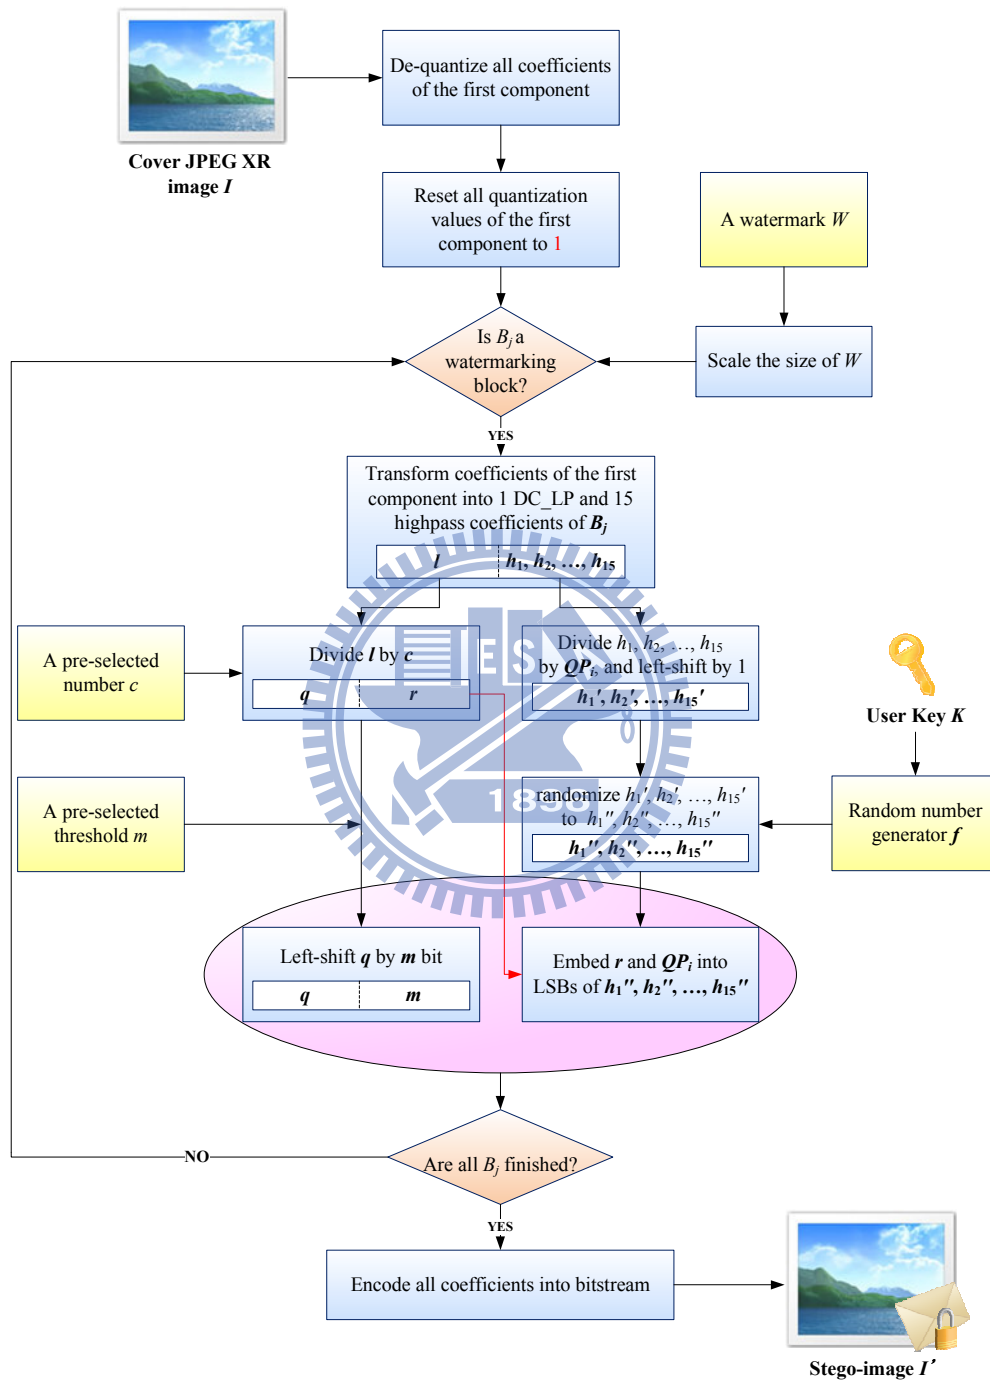 De-quantize all coefficients
of the first component
Cover JPEG XR
image I
Reset all quantization
values of the first
component to 1
A watermark W
Is Bj a
watermarking
block?
Scale the size of W
YES
Transform coefficients of the first
component into 1 DC_LP and 15
highpass coefficients of Bj
l
h1, h2, …, h15
A pre-selected
number c
Divide l by c
q
r
Divide h1, h2, …, h15
by QPi, and left-shift by 1
h1', h2', …, h15'
User Key K
A pre-selected
threshold m
randomize h1', h2', …, h15'
to h1'', h2'', …, h15''
h1'', h2'', …, h15''
Random number
generator f
ES
1898
Left-shift q by m bit
q
m
Embed r and QPi into
LSBs of h1'', h2'', …, h15''
NO
Are all Bj finished?
YES
Encode all coefficients into bitstream
Stego-image I'